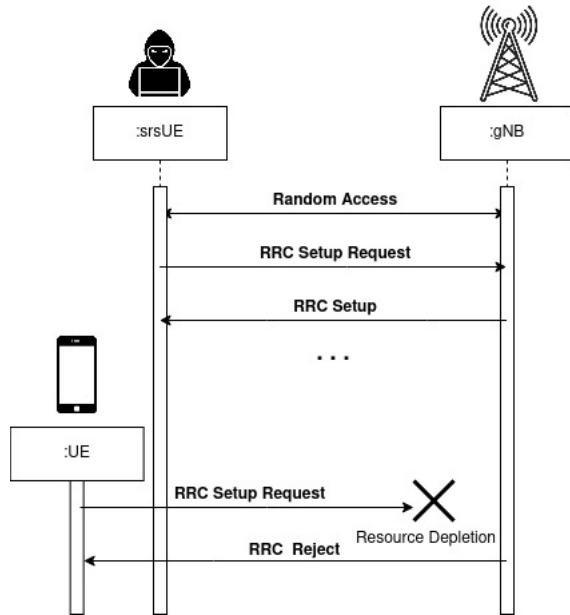 :srsUE
:gNB
Random Access
RRC Setup Request
RRC Setup
. . .
:UE
RRC Setup Request
Resource Depletion
RRC Reject